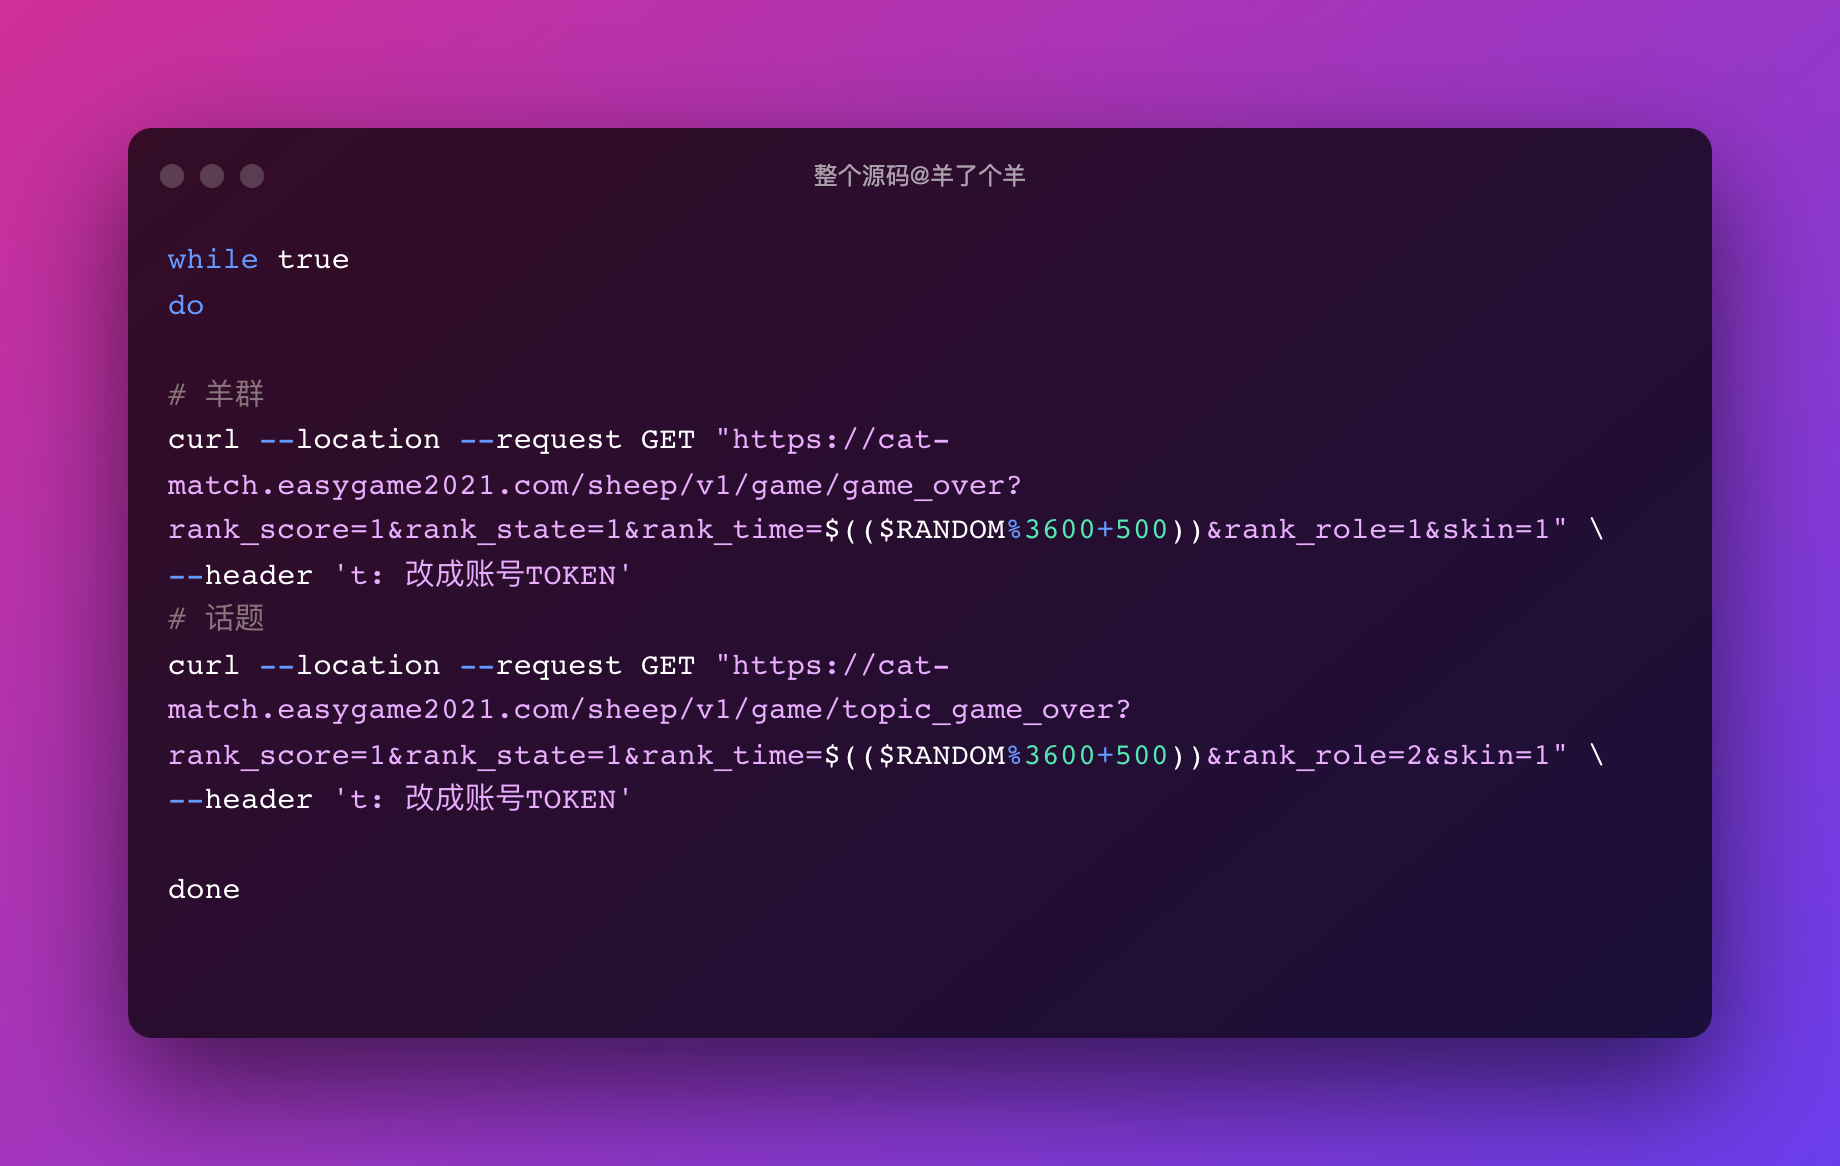 整个源码@羊了个羊
while true
do
# 羊群
curl --location --request GET "https://cat-
match.easygame2021.com/sheep/v1/game/game_over?
rank_score=1&rank_state=1&rank_time=$(($RANDOM%3600+500))&rank_role=1&skin=1" \
--header 't: 改成账号TOKEN'
# 话题
curl --location --request GET "https://cat-
match.easygame2021.com/sheep/v1/game/topic_game_over?
rank_score=1&rank_state=1&rank_time=$(($RANDOM%3600+500))&rank_role=2&skin=1" \
--header 't: 改成账号TOKEN'
done